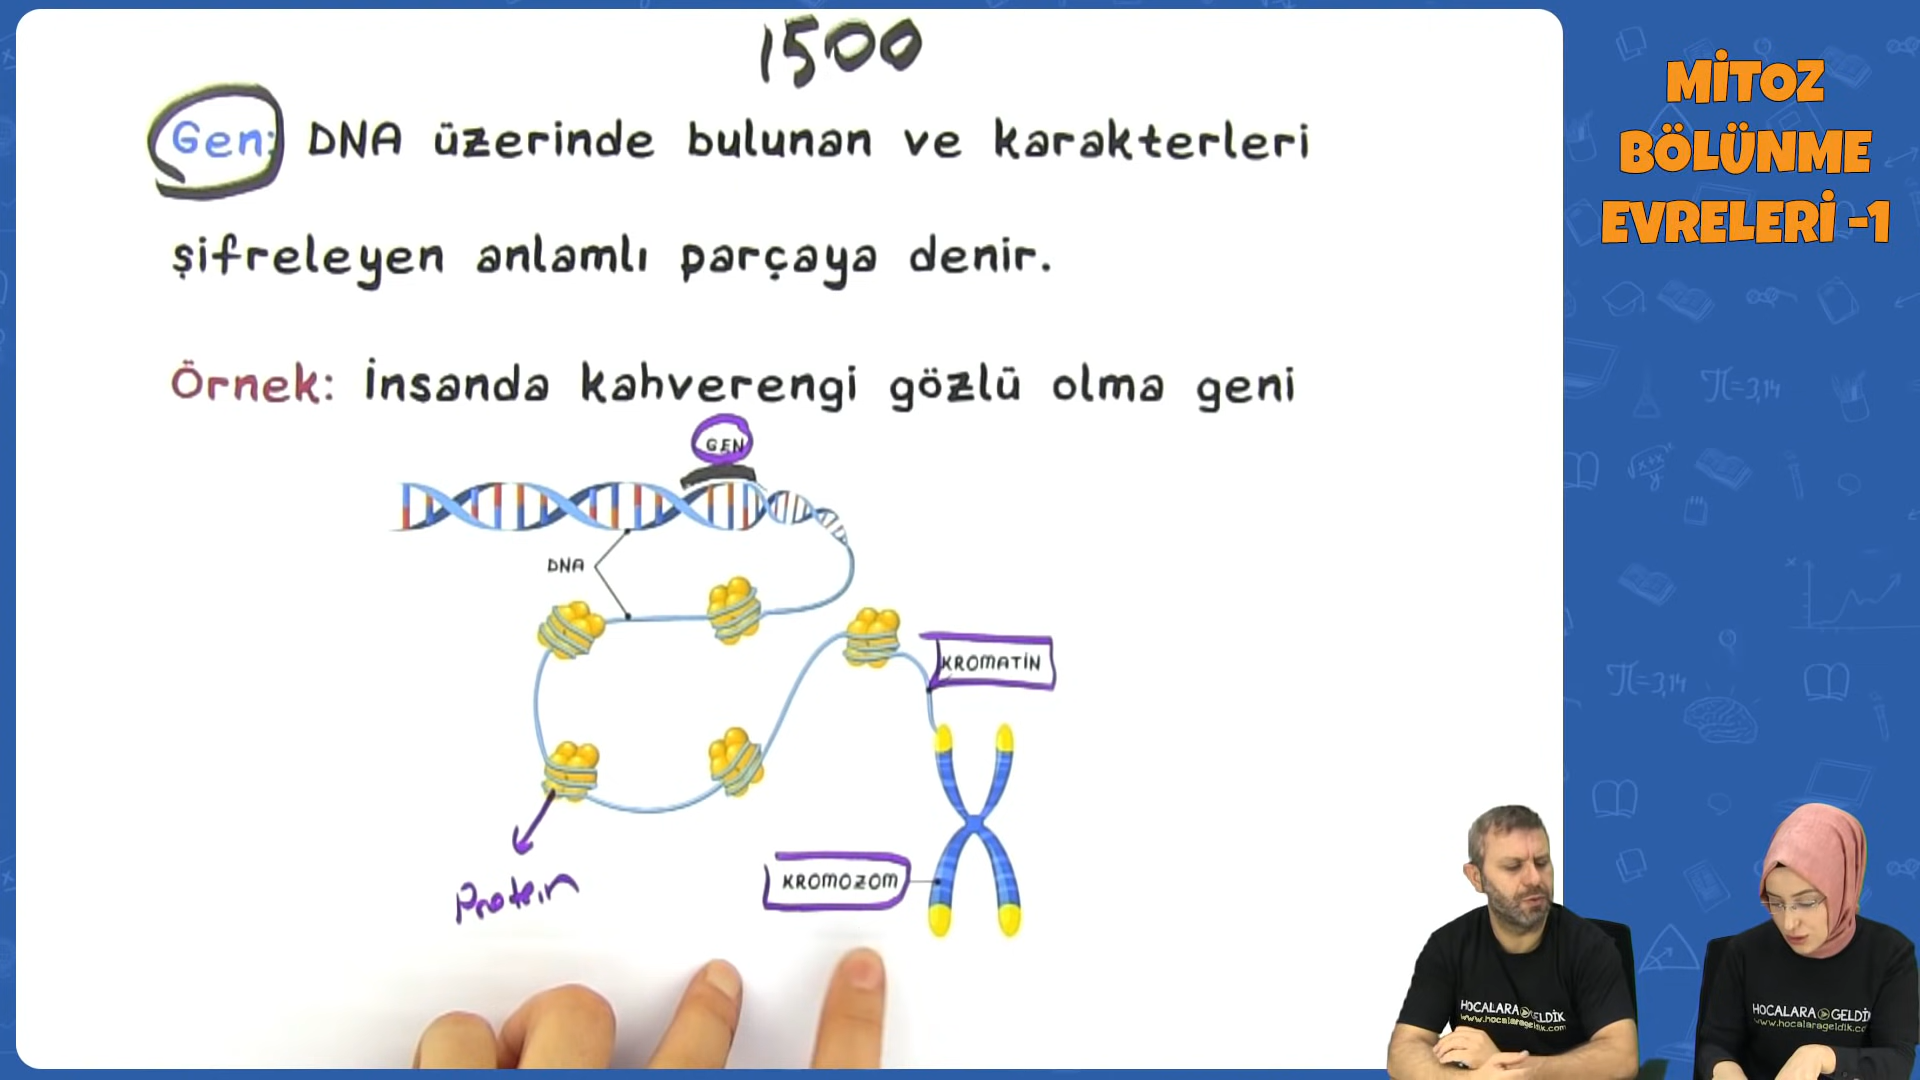 1500
Gen: DNA üzerinde bulunan ve karakterleri
şifreleyen anlamlı parçaya denir.
Örnek: İnsanda kahverengi gözlü olma geni
GEN
DNA
KROMATİN
KROMOZOM
Protein
MİTOZ
BÖLÜNME
EVRELERİ -1
π=3,14
π=3,14
HOCALARA GELDİK
www.hocalarageldik.com
HOCALARA GELDİK
www.hocalarageldik.co